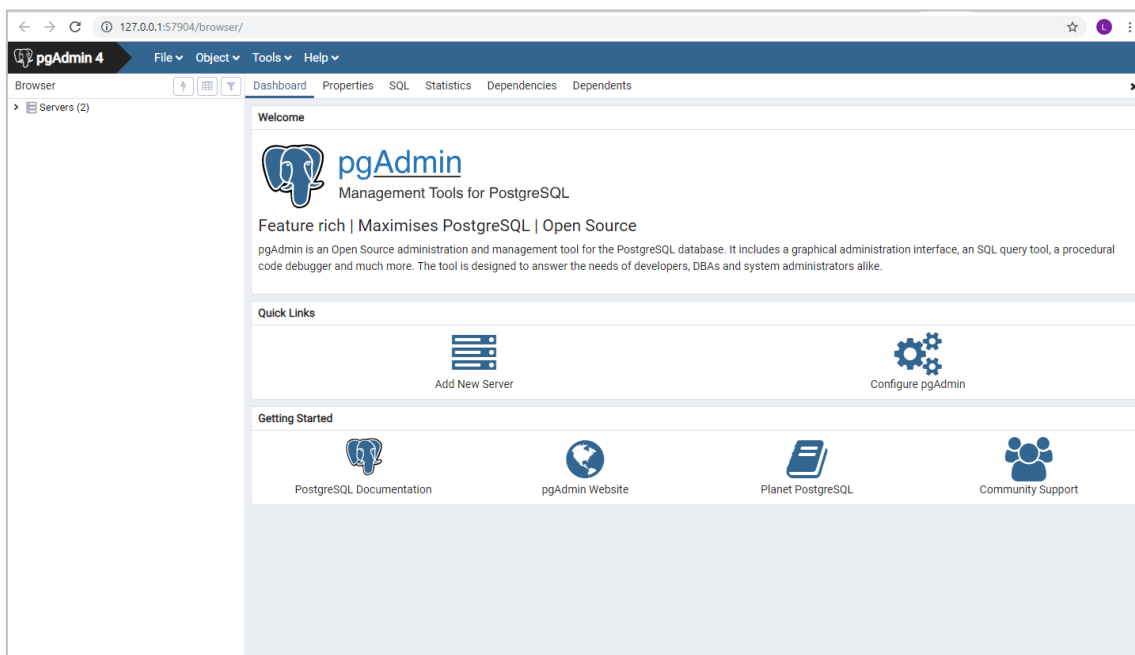 127.0.0.1:57904/browser/
L
pgAdmin 4 File Object Tools Help
Browser Dashboard Properties SQL Statistics Dependencies Dependents
Servers (2)
Welcome
pgAdmin
Management Tools for PostgreSQL
Feature rich | Maximises PostgreSQL | Open Source
pgAdmin is an Open Source administration and management tool for the PostgreSQL database. It includes a graphical administration interface, an SQL query tool, a procedural
code debugger and much more. The tool is designed to answer the needs of developers, DBAs and system administrators alike.
Quick Links
Add New Server Configure pgAdmin
Getting Started
PostgreSQL Documentation pgAdmin Website Planet PostgreSQL Community Support